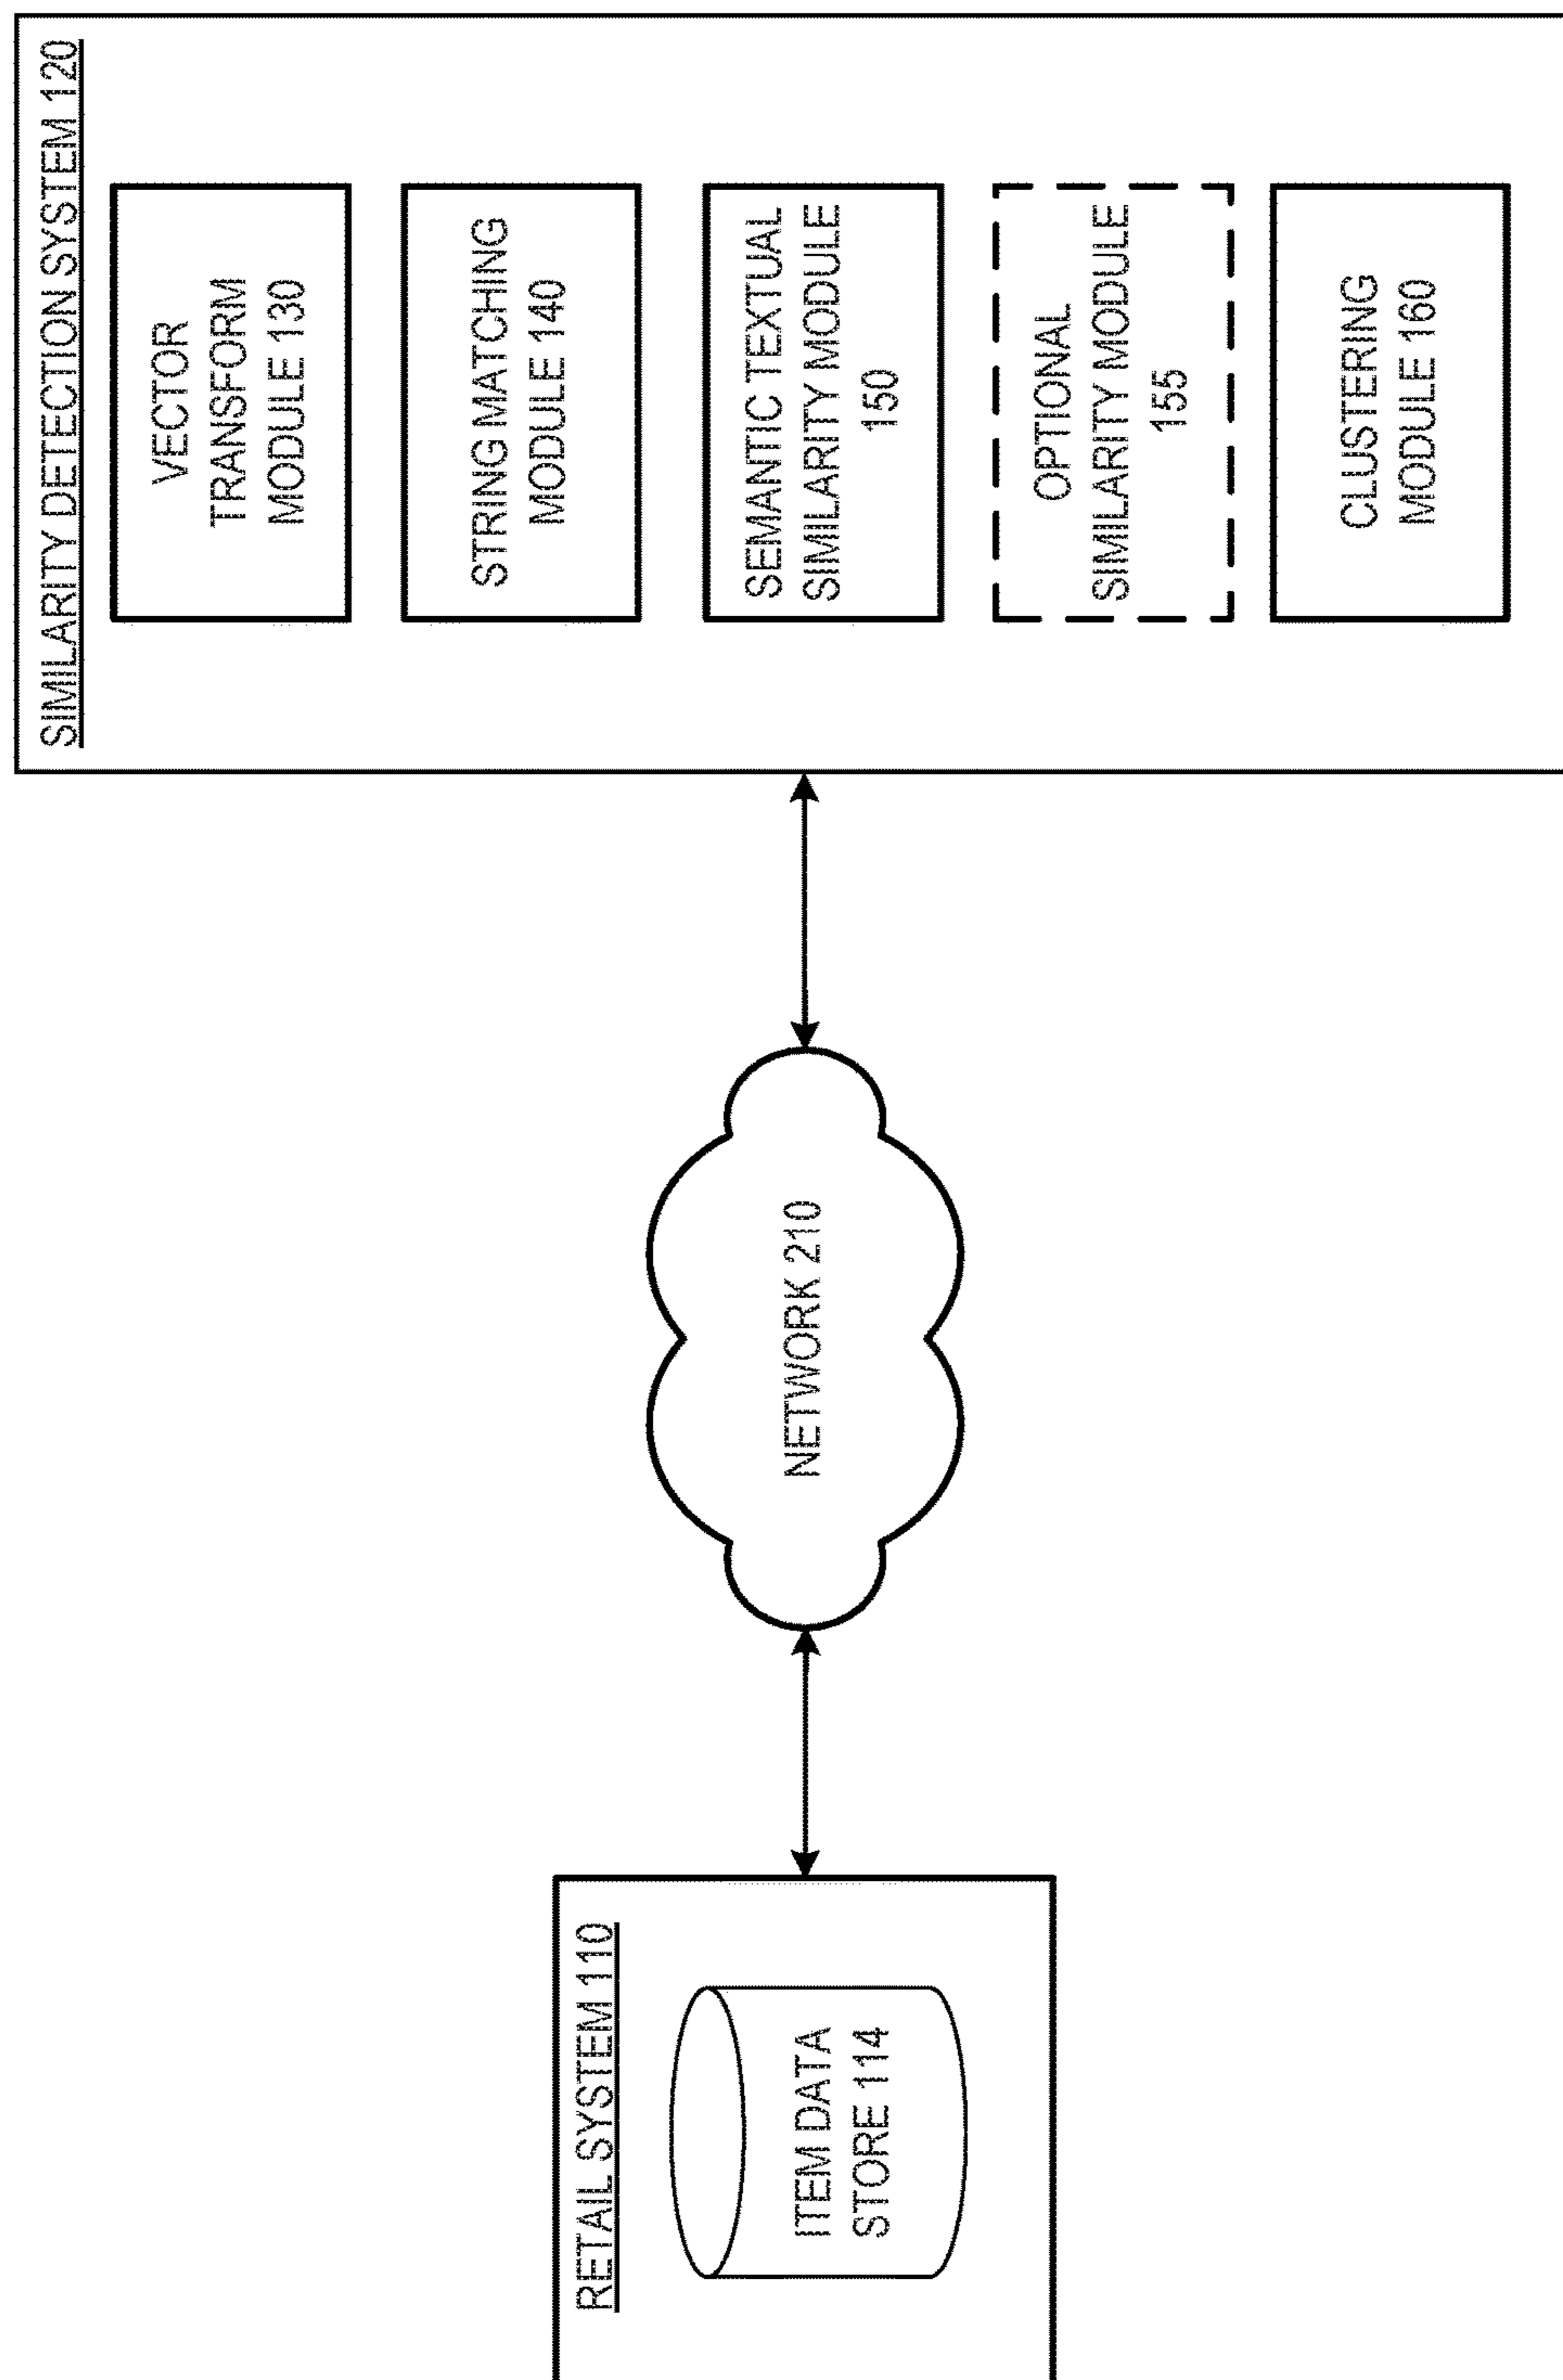 RETAIL SYSTEM 110
ITEM DATA
STORE 114
NETWORK 210
SIMILARITY DETECTION SYSTEM 120
VECTOR
TRANSFORM
MODULE 130
STRING MATCHING
MODULE 140
SEMANTIC TEXTUAL
SIMILARITY MODULE
150
OPTIONAL
SIMILARITY MODULE
155
CLUSTERING
MODULE 160